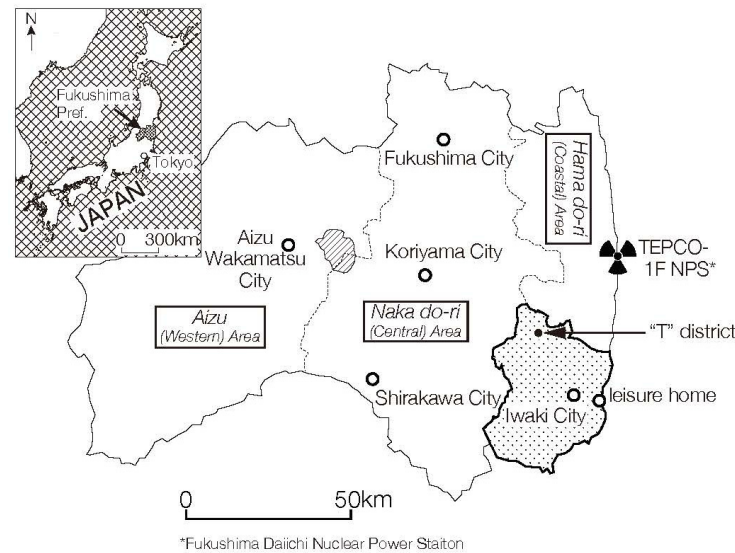 N
Fukushima
Pref.
Tokyo
JAPAN
0 300km
Fukushima City
Hama do-ri
(Coastal) Area
Aizu
Wakamatsu
City
Koriyama City
TEPCO-
1F NPS*
Aizu
(Western) Area
Naka do-ri
(Central) Area
“T” district
Shirakawa City
leisure home
Iwaki City
0 50km
*Fukushima Daiichi Nuclear Power Staiton